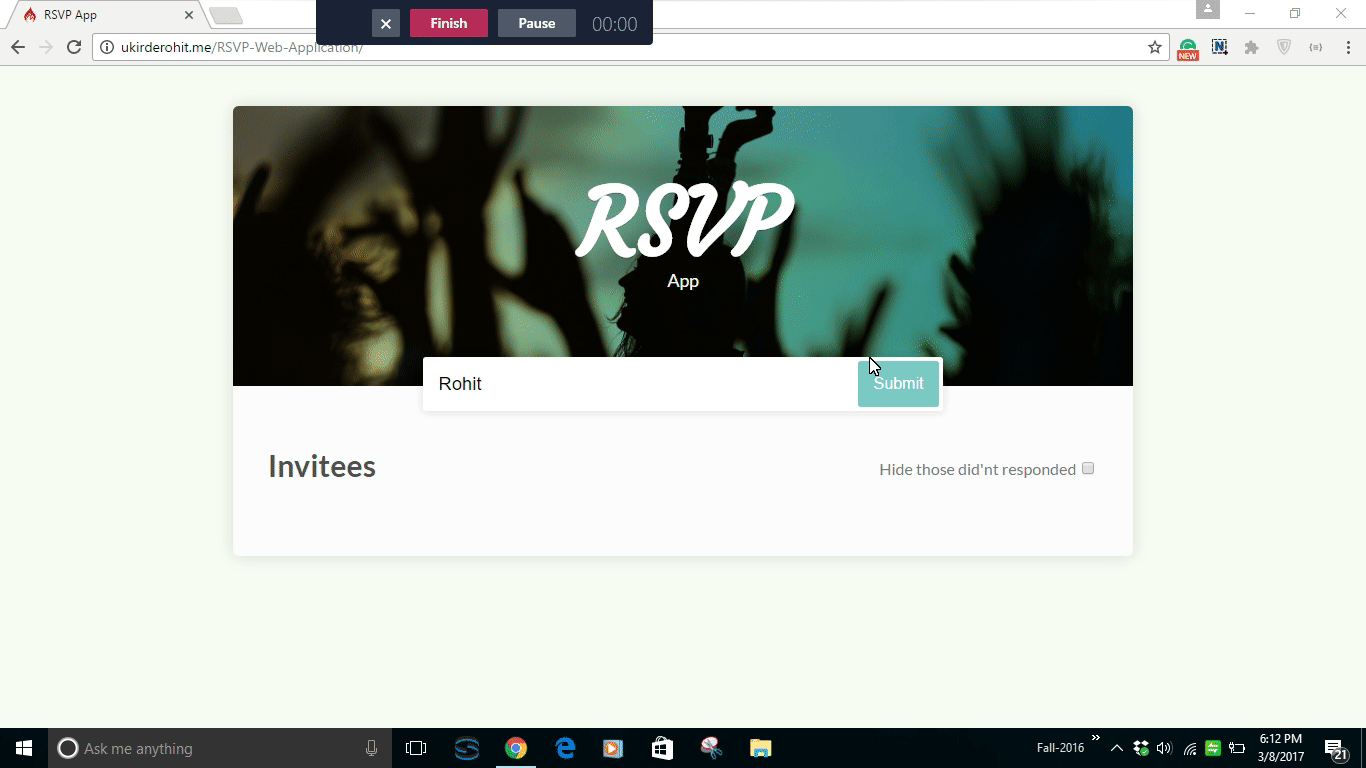 RSVP App
Finish
Pause
00:00
ukirderohit.me/RSVP-Web-Application/
NEW
N
RSVP
App
Rohit
Submit
Invitees
Hide those did'nt responded
Ask me anything
Fall-2016
6:12 PM
3/8/2017
21